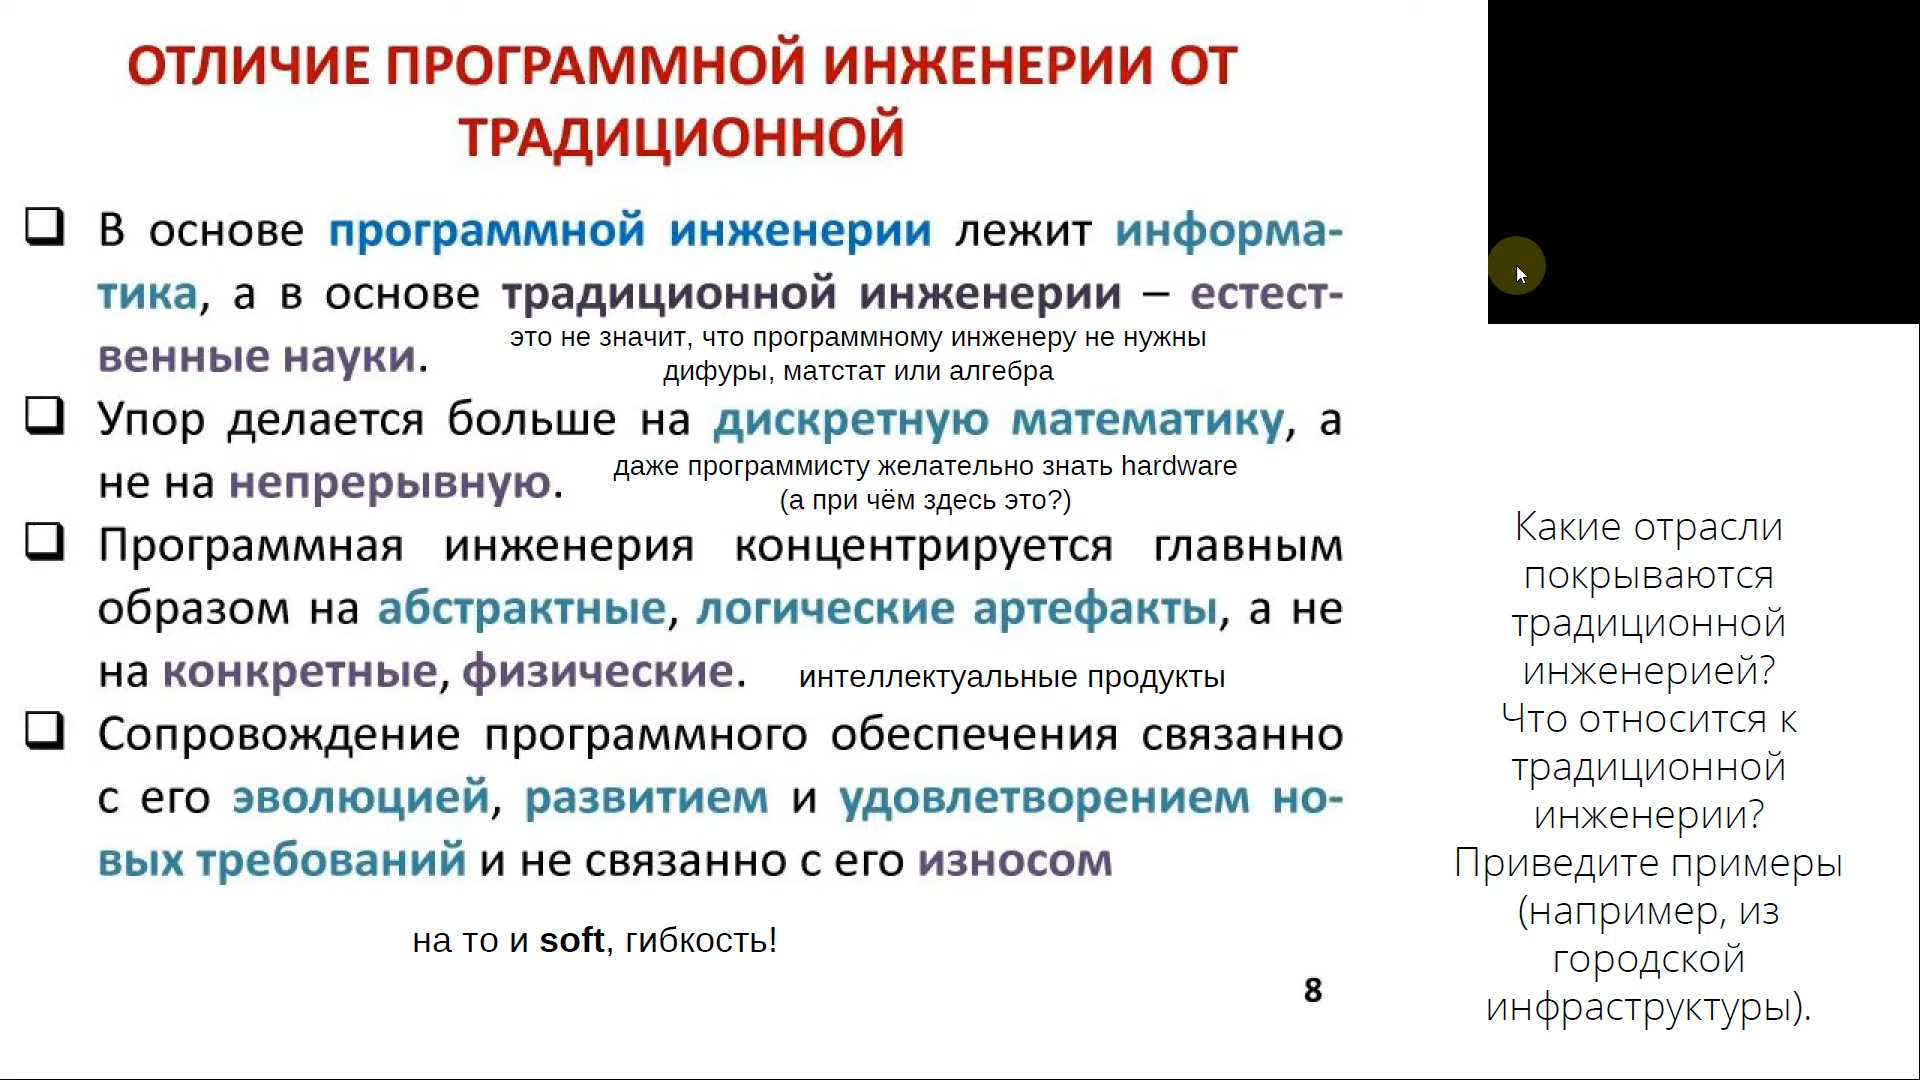 ОТЛИЧИЕ ПРОГРАММНОЙ ИНЖЕНЕРИИ ОТ
ТРАДИЦИОННОЙ
В основе программной инженерии лежит информа-
тика, а в основе традиционной инженерии – естест-
венные науки.
это не значит, что программному инженеру не нужны
дифуры, матстат или алгебра
Упор делается больше на дискретную математику, а
не на непрерывную.
даже программисту желательно знать hardware
(а при чём здесь это?)
Программная инженерия концентрируется главным
образом на абстрактные, логические артефакты, а не
на конкретные, физические.
интеллектуальные продукты
Сопровождение программного обеспечения связанно
с его эволюцией, развитием и удовлетворением но-
вых требований и не связанно с его износом
на то и soft, гибкость!
8
Какие отрасли
покрываются
традиционной
инженерией?
Что относится к
традиционной
инженерии?
Приведите примеры
(например, из
городской
инфраструктуры).